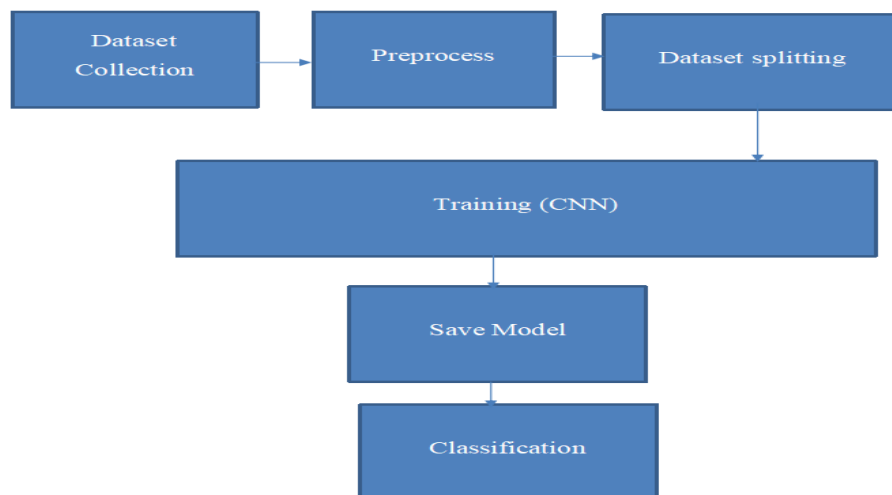 Dataset
Collection
Preprocess
Dataset splitting
Training (CNN)
Save Model
Classification